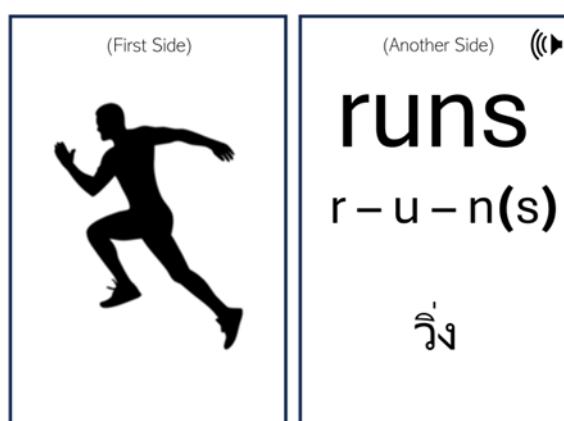 (First Side)
(Another Side)
runs
r – u – n(s)
วิ่ง